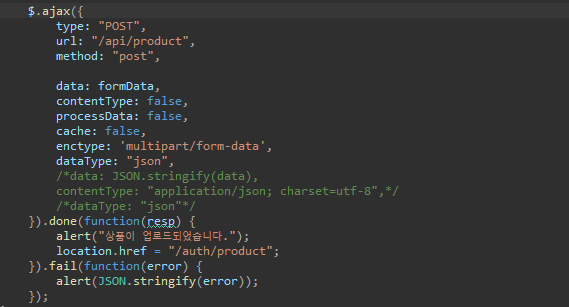 $.ajax({
    type: "POST",
    url: "/api/product",
    method: "post",

    data: formData,
    contentType: false,
    processData: false,
    cache: false,
    enctype: 'multipart/form-data',
    dataType: "json",
    /*data: JSON.stringify(data),
    contentType: "application/json; charset=utf-8",*/
    /*dataType: "json"*/
}).done(function(resp) {
    alert("상품이 업로드되었습니다.");
    location.href = "/auth/product";
}).fail(function(error) {
    alert(JSON.stringify(error));
});